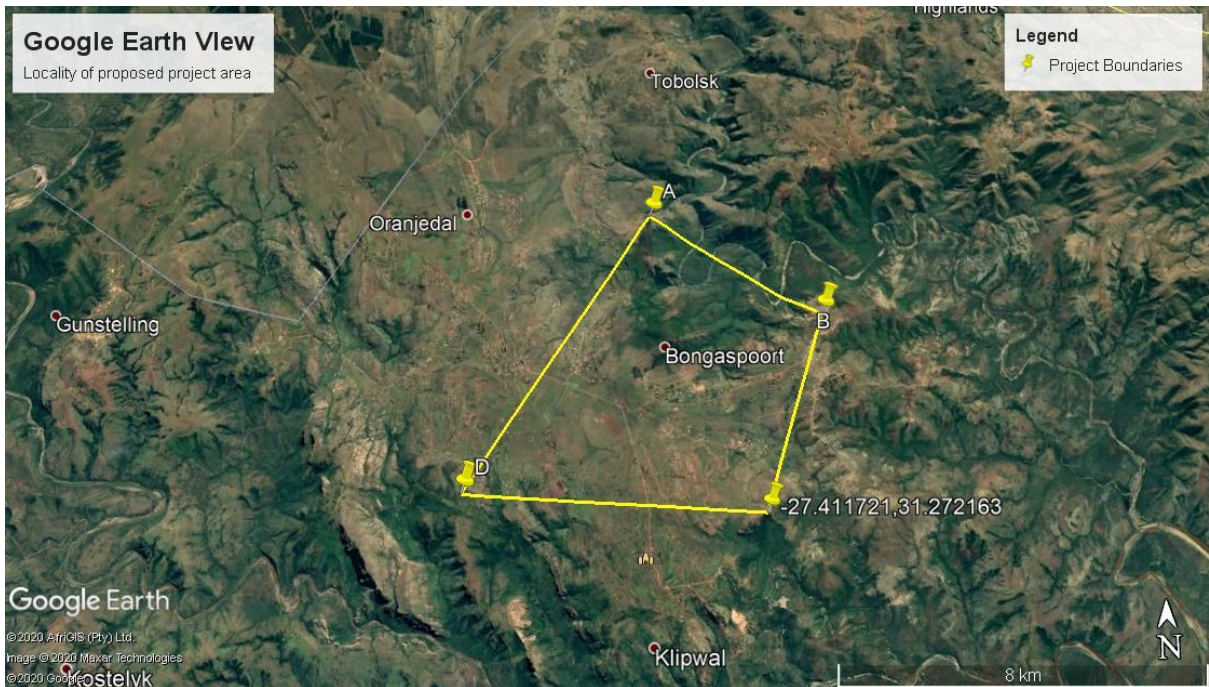 Highlands
Google Earth View
Locality of proposed project area
Legend
Project Boundaries
Tobolsk
A
Oranjedal
B
Gunstelling
Bongaspoort
D
-27.411721,31.272163
Google Earth
©2020 AfriGIS (Pty) Ltd.
Image © 2020 Maxar Technologies
©2020 Google
Klipwal
N
8 km
Kostelyk